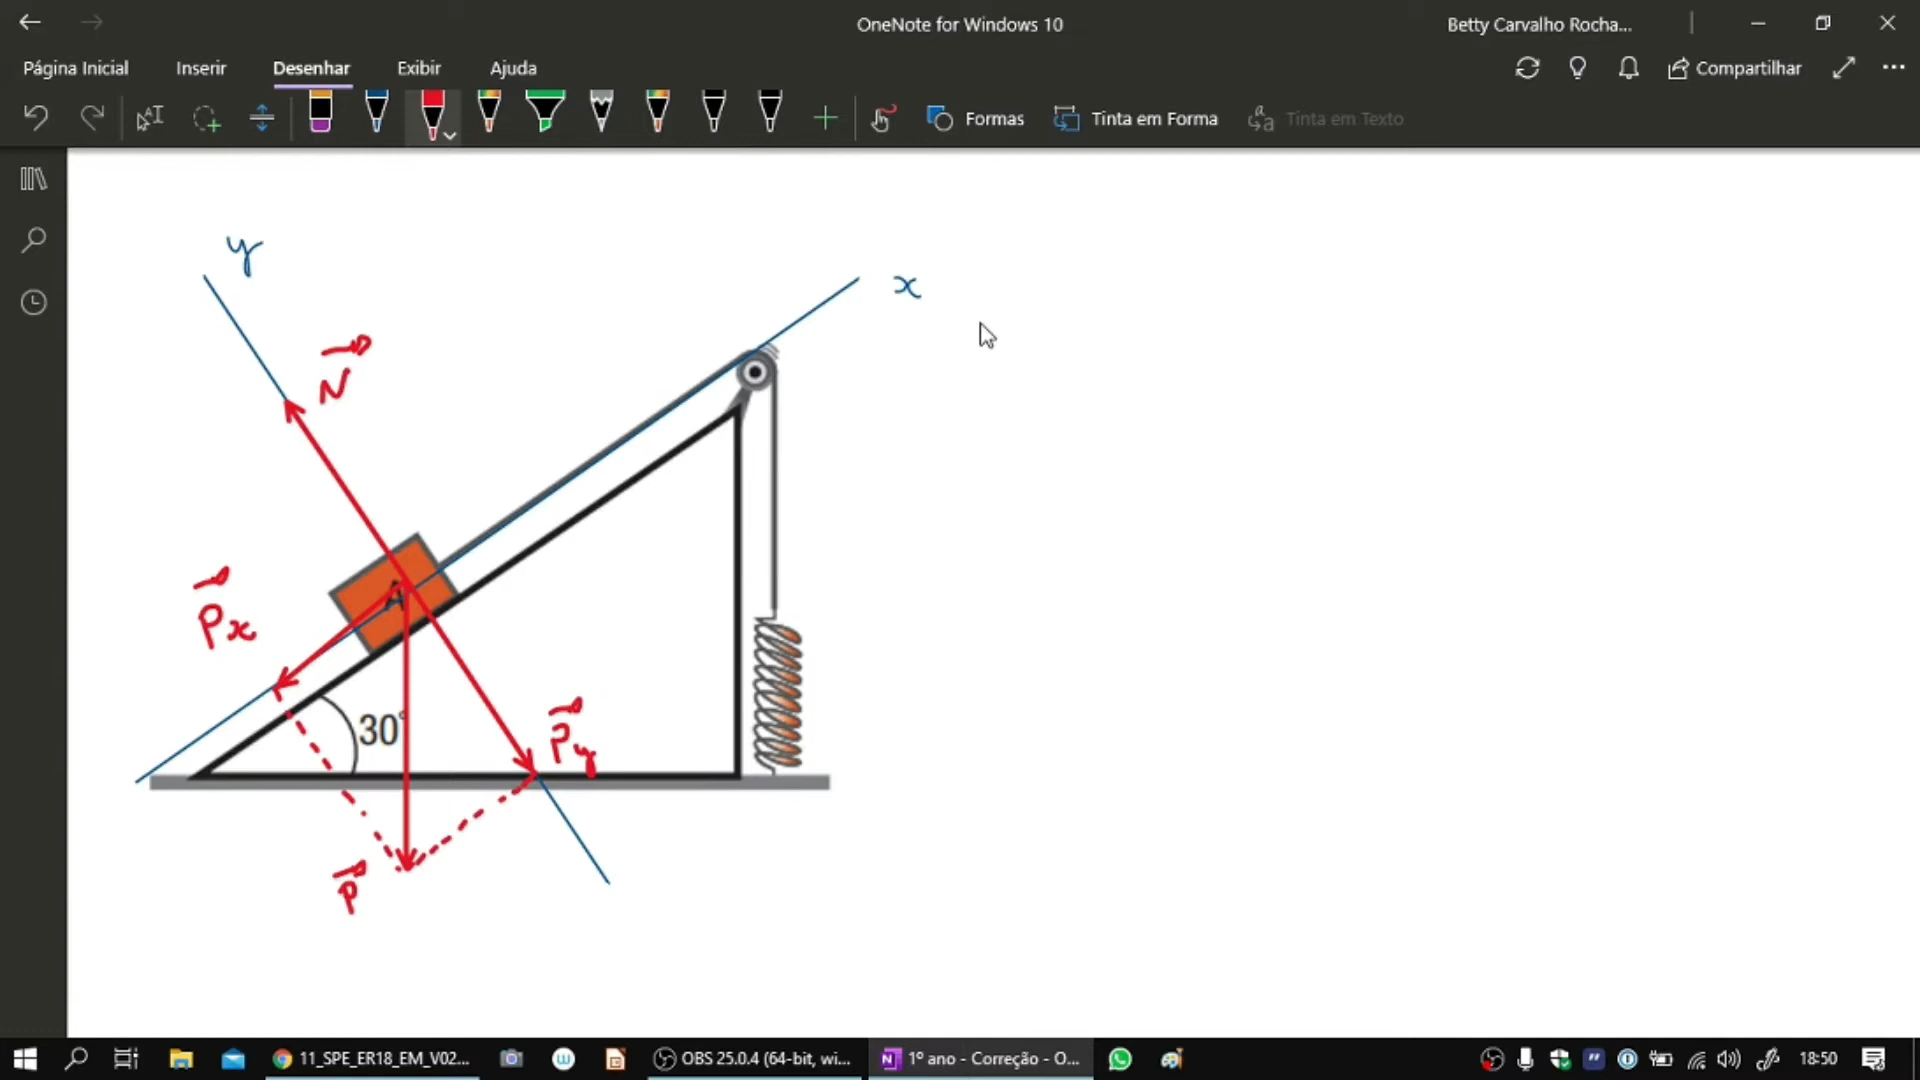 OneNote for Windows 10
Betty Carvalho Rocha...
Página Inicial
Inserir
Desenhar
Exibir
Ajuda
Compartilhar
Formas
Tinta em Forma
Tinta em Texto
y
x
N
A
Px
30°
Py
P
11_SPE_ER18_EM_V02...
OBS 25.0.4 (64-bit, wi...
1º ano - Correção - O...
18:50